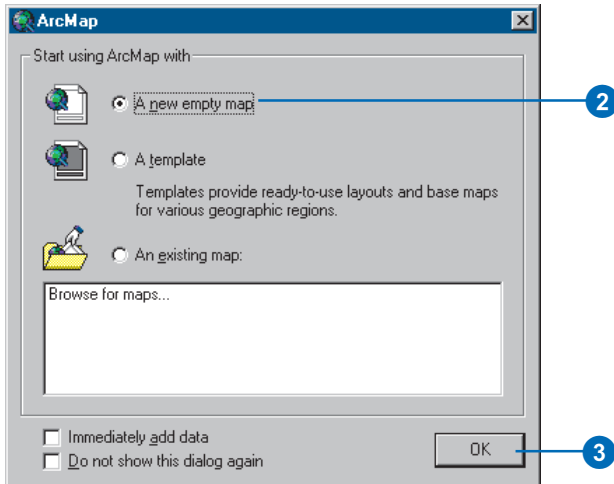 ArcMap
Start using ArcMap with
A new empty map
2
A template
Templates provide ready-to-use layouts and base maps
for various geographic regions.
An existing map:
Browse for maps...
Immediately add data
Do not show this dialog again
OK
3